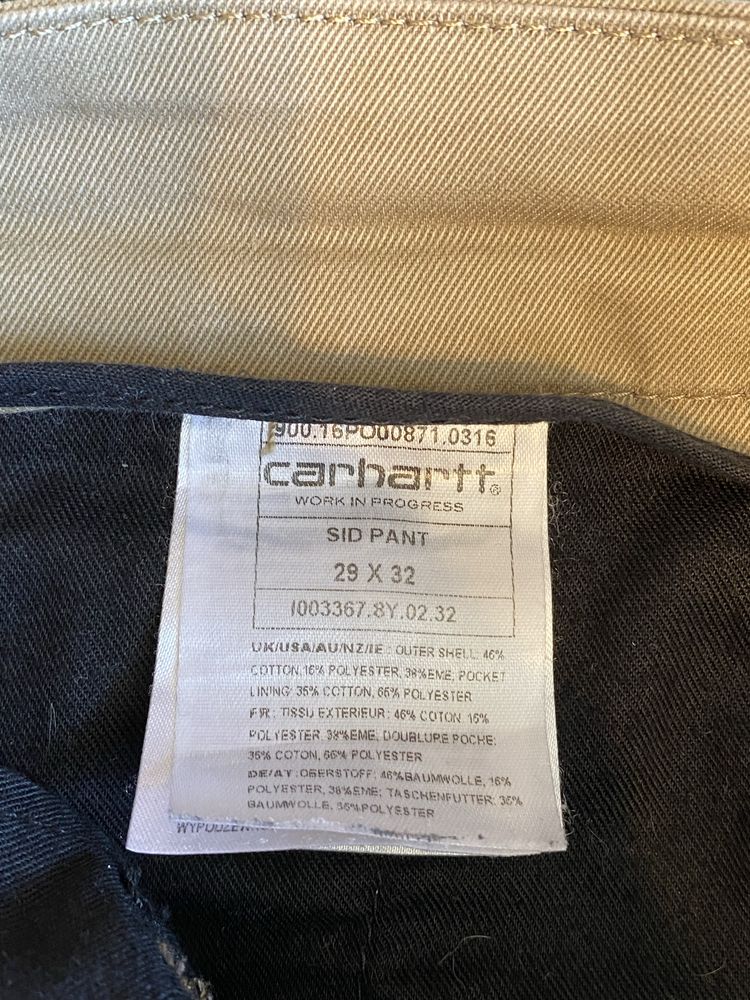 900.16PO00871.0316
carhartt®
WORK IN PROGRESS
SID PANT
29 X 32
I003367.8Y.02.32
UK/USA/AU/NZ/IE: OUTER SHELL: 46%
COTTON, 16% POLYESTER, 38%EME; POCKET
LINING: 35% COTTON, 65% POLYESTER
FR: TISSU EXTERIEUR: 46% COTON, 16%
POLYESTER, 38%EME; DOUBLURE POCHE:
35% COTON, 65% POLYESTER
DE/AT: OBERSTOFF: 46%BAUMWOLLE, 16%
POLYESTER, 38%EME; TASCHENFUTTER: 35%
BAUMWOLLE, 65%POLYESTER